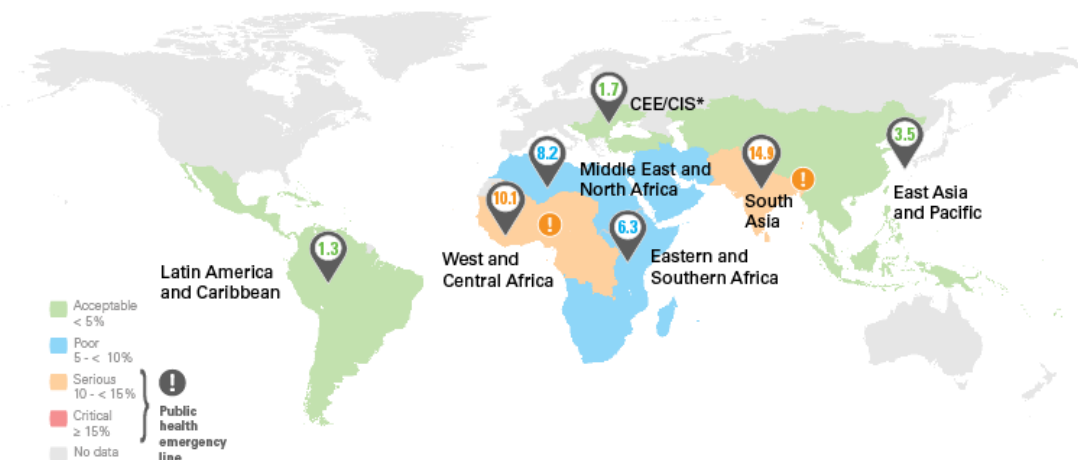 1.7
CEE/CIS*
8.2
Middle East and
North Africa
14.9
!
South
Asia
3.5
East Asia
and Pacific
10.1
!
West and
Central Africa
6.3
Eastern and
Southern Africa
1.3
Latin America
and Caribbean
Acceptable
< 5%
Poor
5 - < 10%
Serious
10 - < 15%
Critical
≥ 15%
No data
!
Public
health
emergency
line